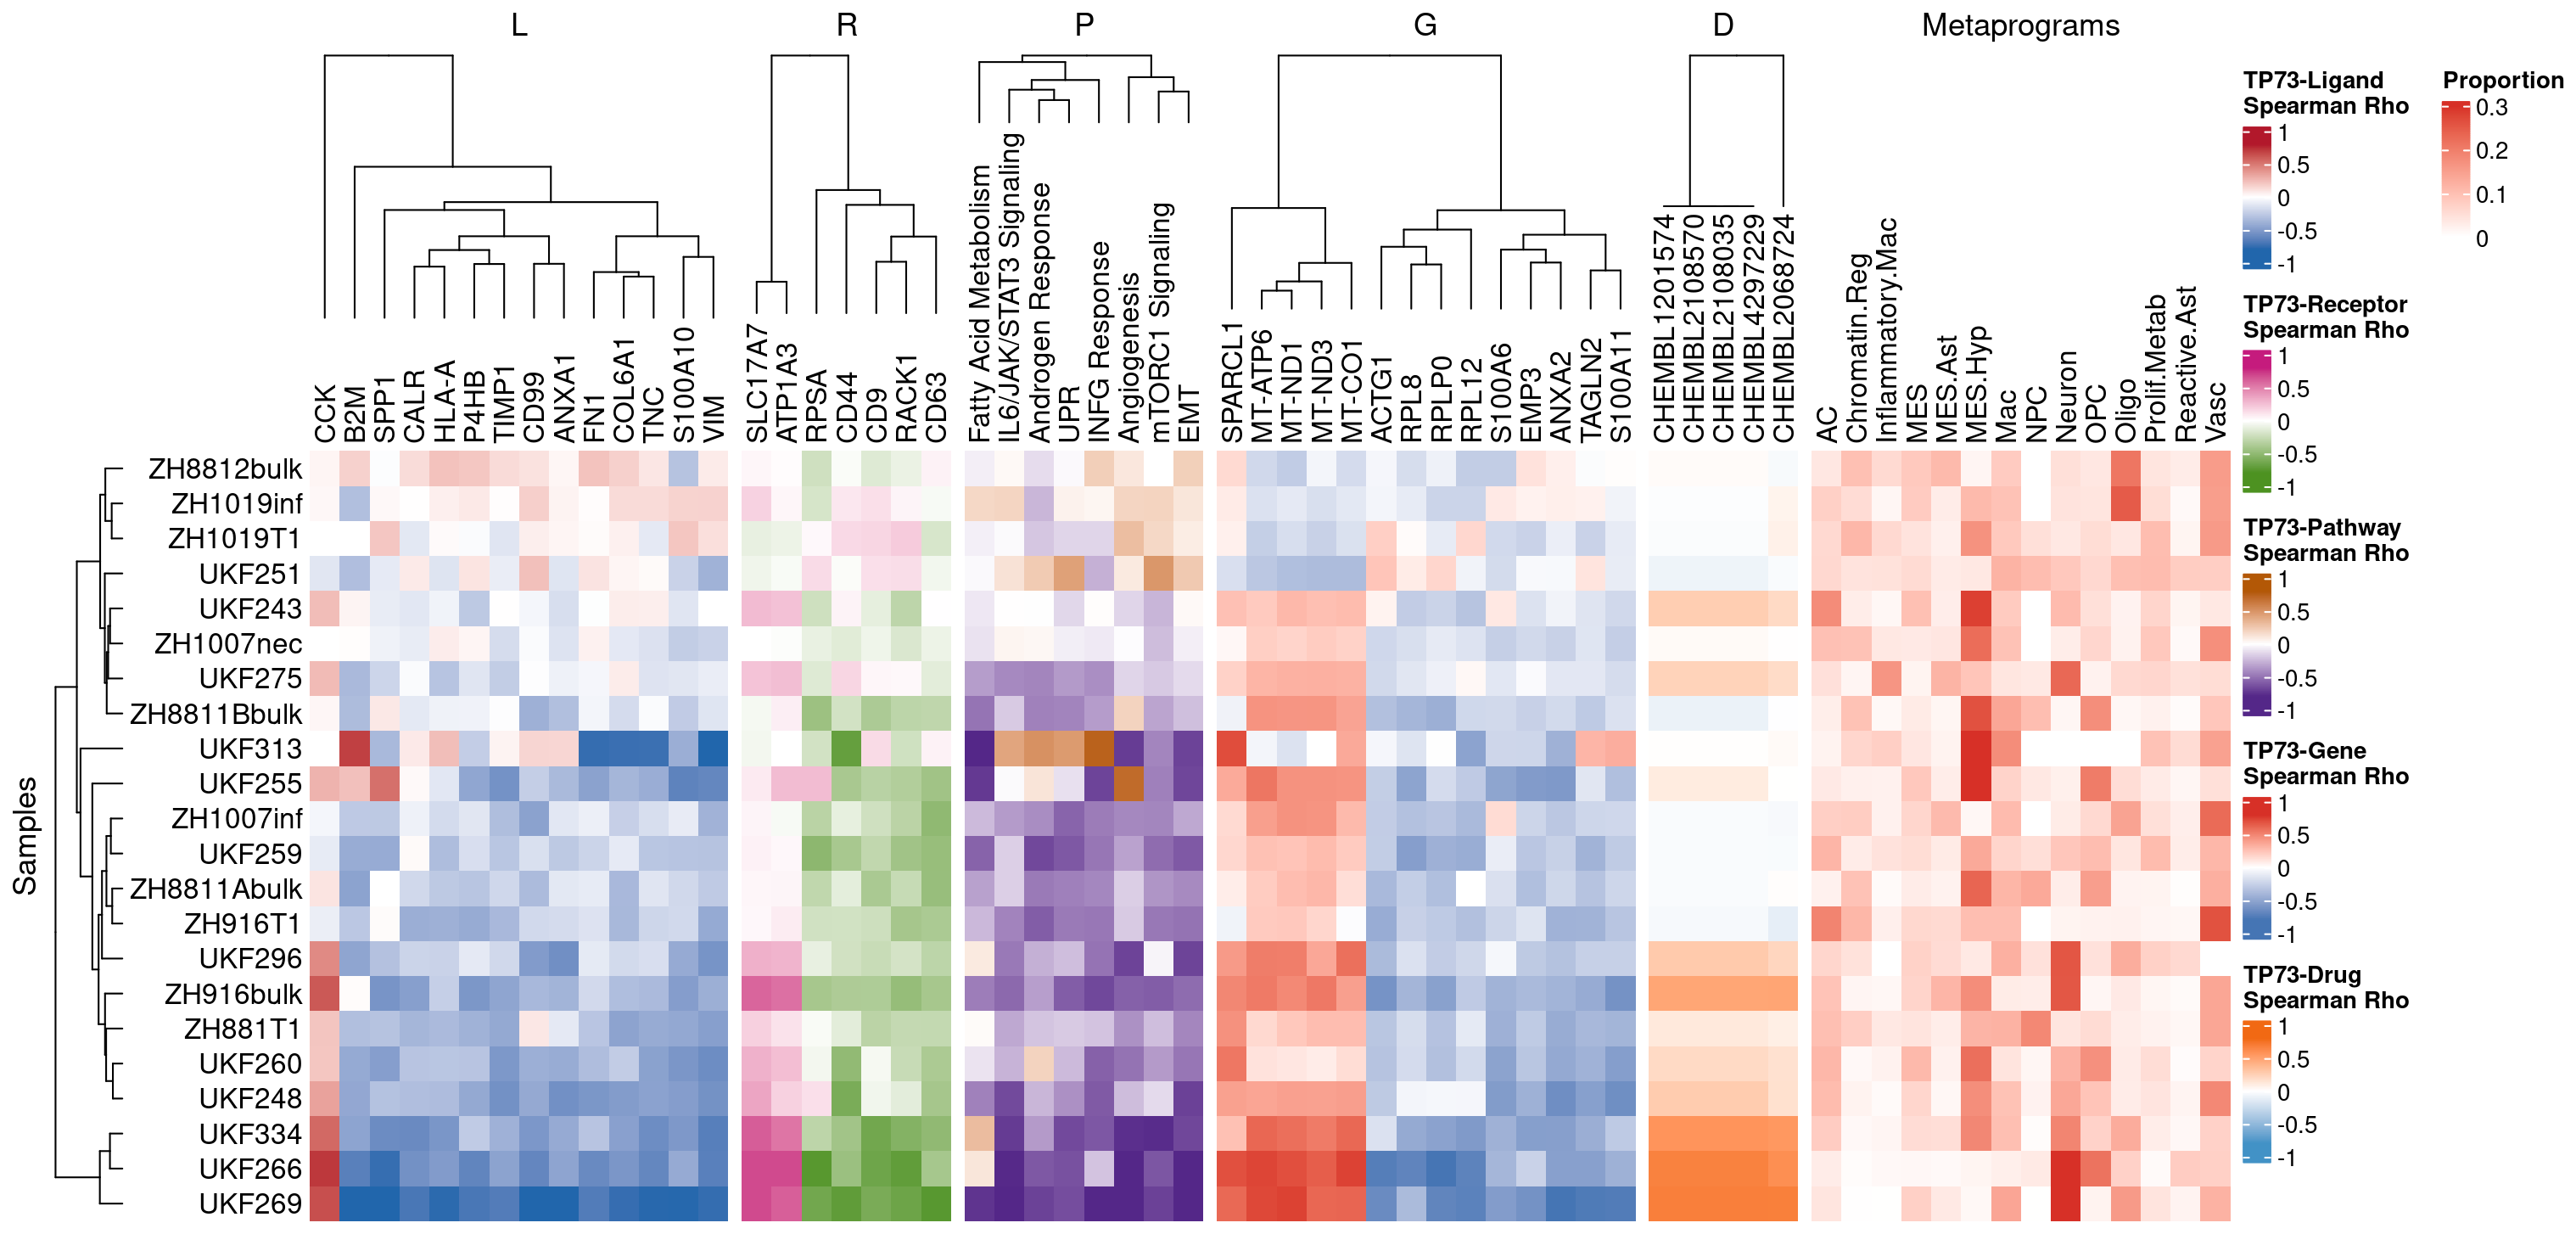 L
R
P
G
D
Metaprograms
CCK
B2M
SPP1
CALR
HLA-A
P4HB
TIMP1
CD99
ANXA1
FN1
COL6A1
TNC
S100A10
VIM
SLC17A7
ATP1A3
RPSA
CD44
CD9
RACK1
CD63
Fatty Acid Metabolism
IL6/JAK/STAT3 Signaling
Androgen Response
UPR
INFG Response
Angiogenesis
mTORC1 Signaling
EMT
SPARCL1
MT-ATP6
MT-ND1
MT-ND3
MT-CO1
ACTG1
RPL8
RPLP0
RPL12
S100A6
EMP3
ANXA2
TAGLN2
S100A11
CHEMBL1201574
CHEMBL2108570
CHEMBL2108035
CHEMBL4297229
CHEMBL2068724
AC
Chromatin.Reg
Inflammatory.Mac
MES
MES.Ast
MES.Hyp
Mac
NPC
Neuron
OPC
Oligo
Prolif.Metab
Reactive.Ast
Vasc
Samples
ZH8812bulk
ZH1019inf
ZH1019T1
UKF251
UKF243
ZH1007nec
UKF275
ZH8811Bbulk
UKF313
UKF255
ZH1007inf
UKF259
ZH8811Abulk
ZH916T1
UKF296
ZH916bulk
ZH881T1
UKF260
UKF248
UKF334
UKF266
UKF269
TP73-Ligand
Spearman Rho
1
0.5
0
-0.5
-1
TP73-Receptor
Spearman Rho
1
0.5
0
-0.5
-1
TP73-Pathway
Spearman Rho
1
0.5
0
-0.5
-1
TP73-Gene
Spearman Rho
1
0.5
0
-0.5
-1
TP73-Drug
Spearman Rho
1
0.5
0
-0.5
-1
Proportion
0.3
0.2
0.1
0